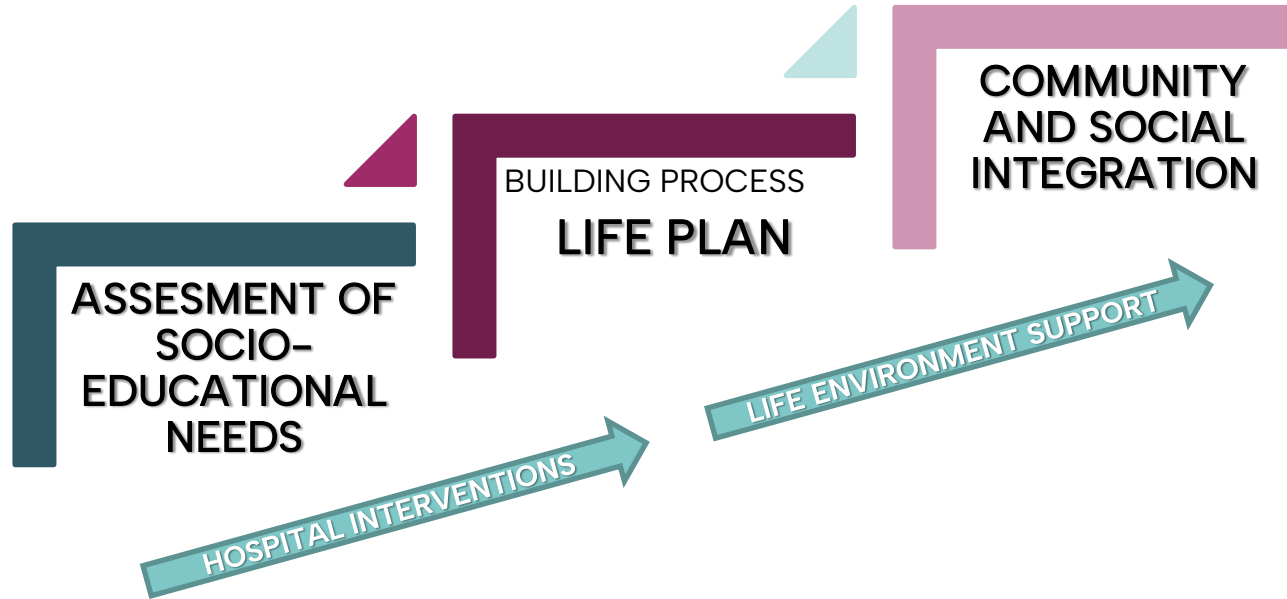 ASSESMENT OF
SOCIO-
EDUCATIONAL
NEEDS
BUILDING PROCESS
LIFE PLAN
COMMUNITY
AND SOCIAL
INTEGRATION
HOSPITAL INTERVENTIONS
LIFE ENVIRONMENT SUPPORT